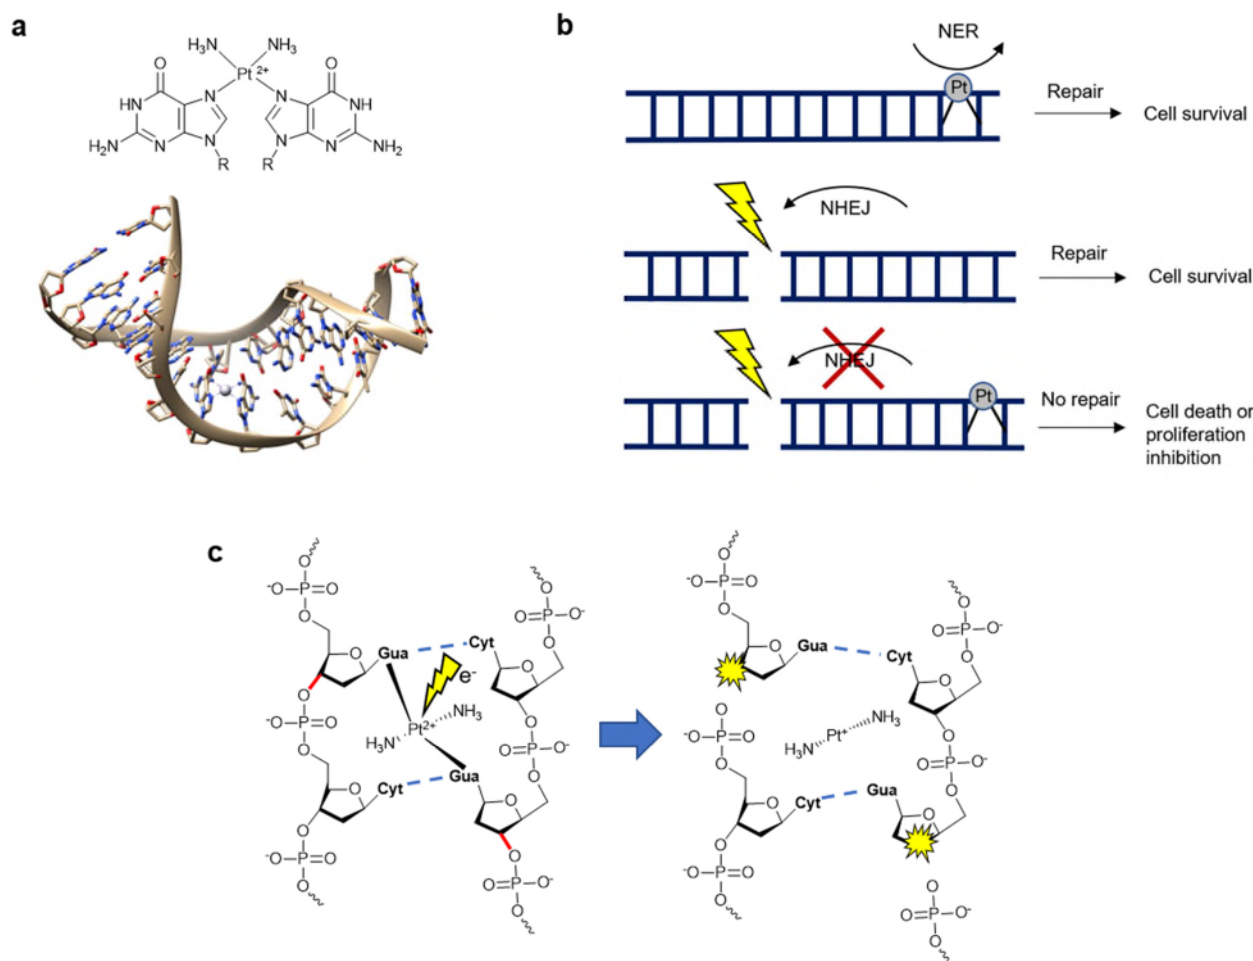 a
H₃N NH₃
Pt 2+
O O
HN N N NH
H₂N N N N N NH₂
R R
b
NER
Pt
Repair
Cell survival
NHEJ
Repair
Cell survival
NHEJ
Pt
No repair
Cell death or
proliferation
inhibition
c
O
⁻O P O
O
O
Gua
Cyt
e⁻
O
O P O⁻
O
O
O
⁻O P O
O
H₃N Pt²⁺ NH₃
O
O P O⁻
O
O
Cyt
Gua
O
O
⁻O P O
O
O
O P O⁻
O
O
⁻O P O
O
O
Gua
Cyt
O
O P O⁻
O
O
O
⁻O P O
O
H₃N Pt⁺ NH₃
O
O P O⁻
O
O
Cyt
Gua
O
O
⁻O P O
O
O
O P O⁻
O